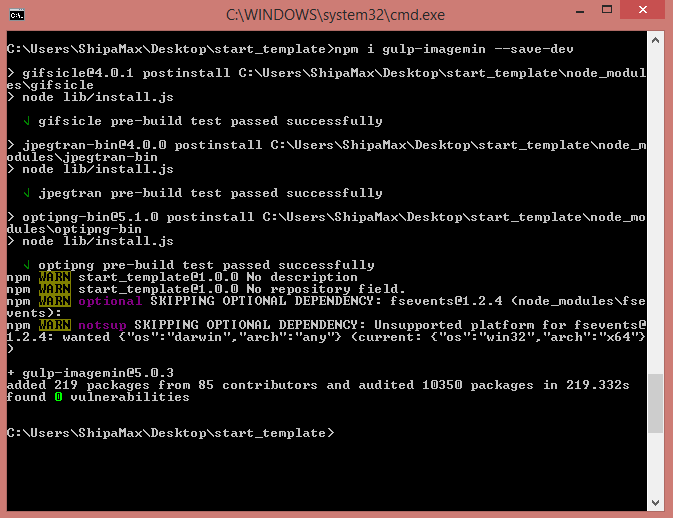 C:\WINDOWS\system32\cmd.exe
C:\Users\ShipaMax\Desktop\start_template>npm i gulp-imagemin --save-dev
> gifsicle@4.0.1 postinstall C:\Users\ShipaMax\Desktop\start_template\node_modul
es\gifsicle
> node lib/install.js
√ gifsicle pre-build test passed successfully
> jpegtran-bin@4.0.0 postinstall C:\Users\ShipaMax\Desktop\start_template\node_m
odules\jpegtran-bin
> node lib/install.js
√ jpegtran pre-build test passed successfully
> optipng-bin@5.1.0 postinstall C:\Users\ShipaMax\Desktop\start_template\node_mo
dules\optipng-bin
> node lib/install.js
√ optipng pre-build test passed successfully
npm WARN start_template@1.0.0 No description
npm WARN start_template@1.0.0 No repository field.
npm WARN optional SKIPPING OPTIONAL DEPENDENCY: fsevents@1.2.4 (node_modules\fse
vents):
npm WARN notsup SKIPPING OPTIONAL DEPENDENCY: Unsupported platform for fsevents@
1.2.4: wanted {"os":"darwin","arch":"any"} (current: {"os":"win32","arch":"x64"}
)
+ gulp-imagemin@5.0.3
added 219 packages from 85 contributors and audited 10350 packages in 219.332s
found 0 vulnerabilities
C:\Users\ShipaMax\Desktop\start_template>